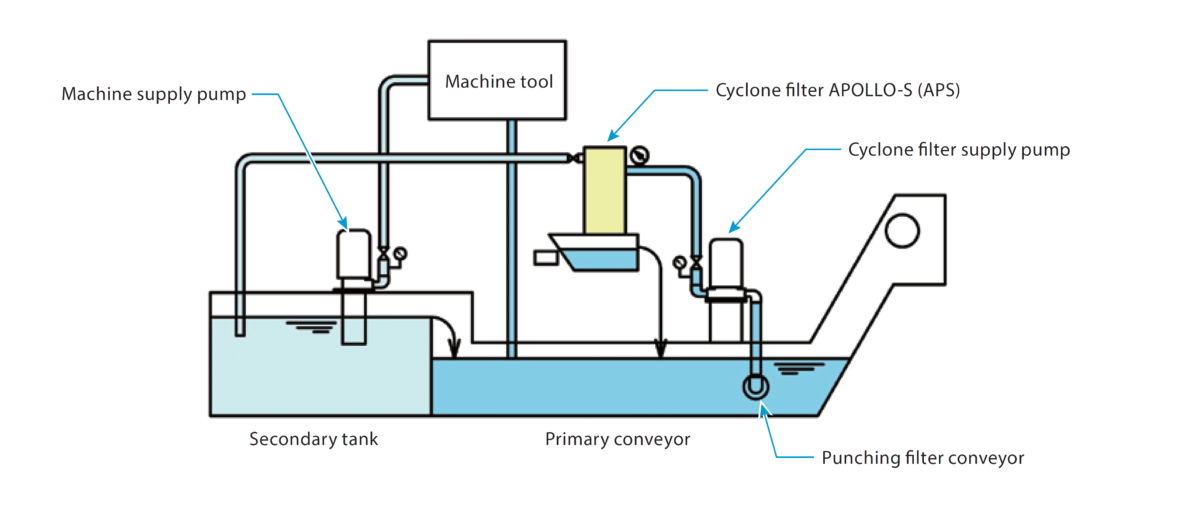 Machine tool
Machine supply pump
Cyclone filter APOLLO-S (APS)
Cyclone filter supply pump
Secondary tank
Primary conveyor
Punching filter conveyor